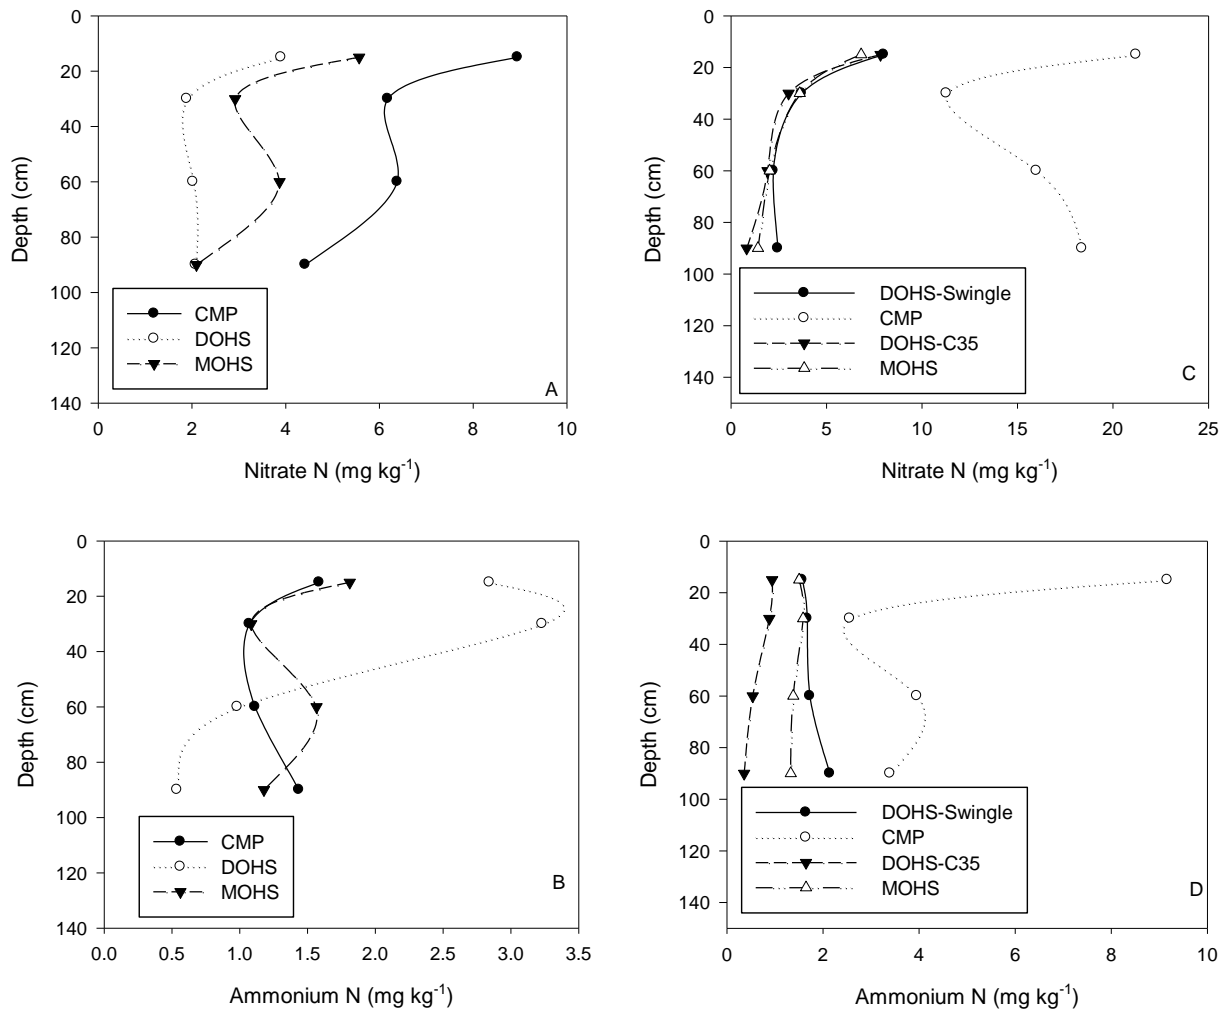 0
20
40
60
80
100
120
140
Depth (cm)
CMP
DOHS
MOHS
A
0 2 4 6 8 10
Nitrate N (mg kg⁻¹)
0
20
40
60
80
100
120
140
Depth (cm)
DOHS-Swingle
CMP
DOHS-C35
MOHS
C
0 5 10 15 20 25
Nitrate N (mg kg⁻¹)
0
20
40
60
80
100
120
140
Depth (cm)
CMP
DOHS
MOHS
B
0.0 0.5 1.0 1.5 2.0 2.5 3.0 3.5
Ammonium N (mg kg⁻¹)
0
20
40
60
80
100
120
140
Depth (cm)
DOHS-Swingle
CMP
DOHS-C35
MOHS
D
0 2 4 6 8 10
Ammonium N (mg kg⁻¹)